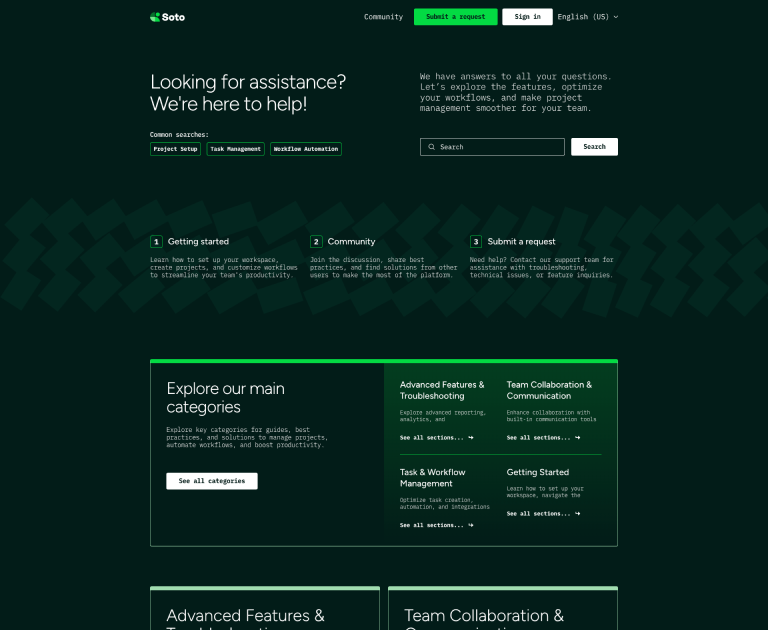 Soto
Community
Submit a request
Sign in
English (US)
Looking for assistance?
We're here to help!
We have answers to all your questions.
Let's explore the features, optimize
your workflows, and make project
management smoother for your team.
Common searches:
Project Setup
Task Management
Workflow Automation
Search
Search
1 Getting started
Learn how to set up your workspace,
create projects, and customize workflows
to streamline your team's productivity.
2 Community
Join the discussion, share best
practices, and find solutions from other
users to make the most of the platform.
3 Submit a request
Need help? Contact our support team for
assistance with troubleshooting,
technical issues, or feature inquiries.
Explore our main
categories
Explore key categories for guides, best
practices, and solutions to manage projects,
automate workflows, and boost productivity.
See all categories
Advanced Features &
Troubleshooting
Explore advanced reporting,
analytics, and
See all sections...
Team Collaboration &
Communication
Enhance collaboration with
built-in communication tools
See all sections...
Task & Workflow
Management
Optimize task creation,
automation, and integrations
See all sections...
Getting Started
Learn how to set up your
workspace, navigate the
See all sections...
Advanced Features &
Team Collaboration &